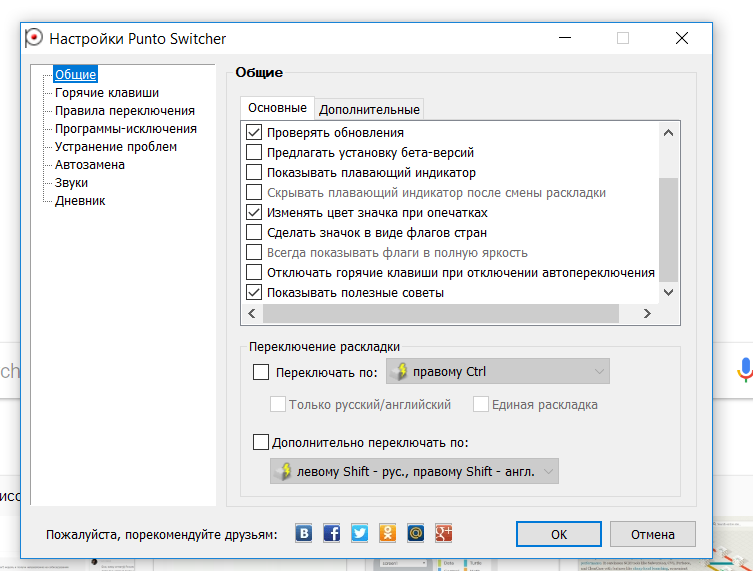 Настройки Punto Switcher
Общие
Горячие клавиши
Правила переключения
Программы-исключения
Устранение проблем
Автозамена
Звуки
Дневник
Общие
Основные
Дополнительные
Проверять обновления
Предлагать установку бета-версий
Показывать плавающий индикатор
Скрывать плавающий индикатор после смены раскладки
Изменять цвет значка при опечатках
Сделать значок в виде флагов стран
Всегда показывать флаги в полную яркость
Отключать горячие клавиши при отключении автопереключения
Показывать полезные советы
Переключение раскладки
Переключать по: правому Ctrl
Только русский/английский
Единая раскладка
Дополнительно переключать по:
левому Shift - рус., правому Shift - англ.
Пожалуйста, порекомендуйте друзьям:
OK
Отмена
ch
исс